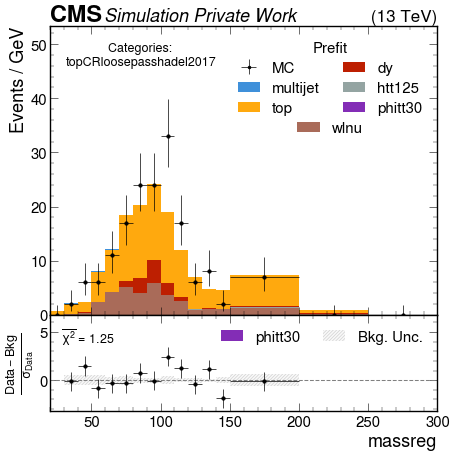 CMS Simulation Private Work (13 TeV)
Events / GeV
Categories:
topCRloosepasshadel2017
Prefit
MC
dy
multijet
htt125
top
phitt30
wlnu
50
40
30
20
10
0
Data − Bkg
σData
χ² = 1.25
phitt30
Bkg. Unc.
5
0
50 100 150 200 250 300
massreg